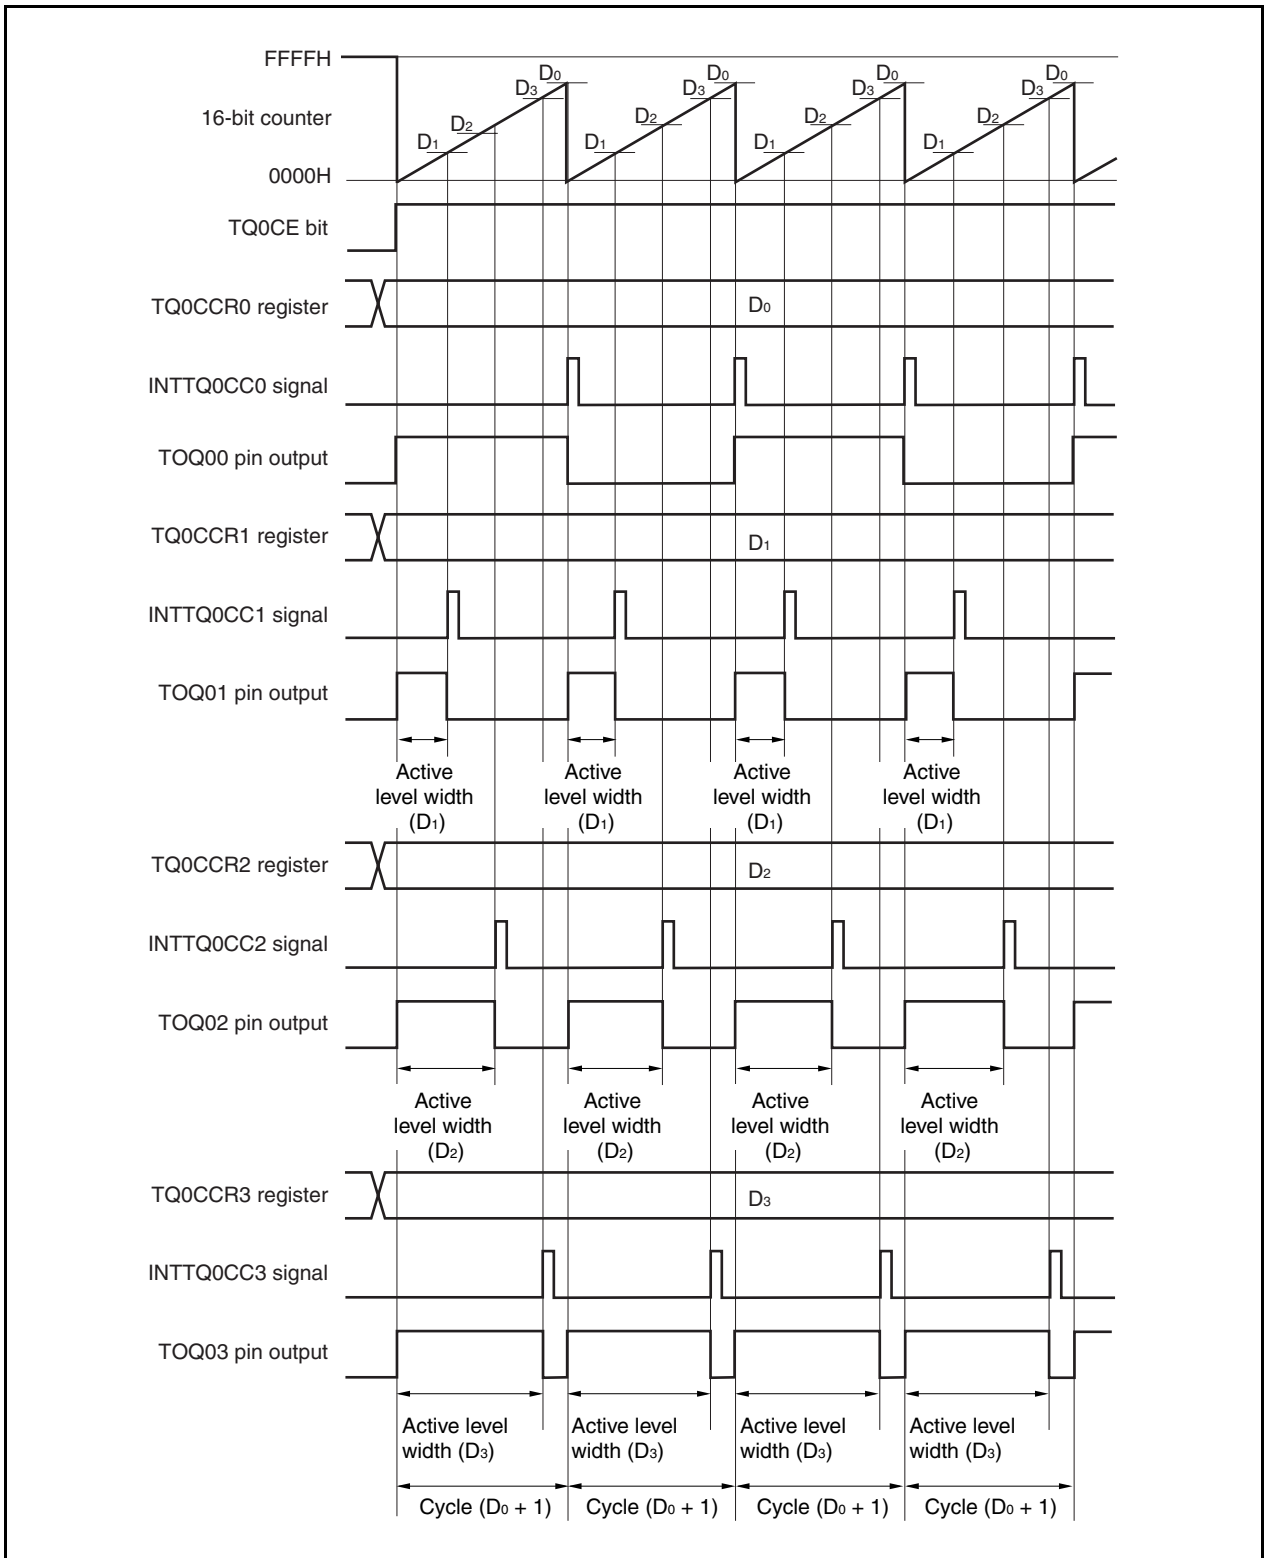 FFFFH
D0 D0 D0 D0
D3 D3 D3 D3
16-bit counter
D2 D2 D2 D2
D1 D1 D1 D1
0000H
TQ0CE bit
TQ0CCR0 register
D0
INTTQ0CC0 signal
TOQ00 pin output
TQ0CCR1 register
D1
INTTQ0CC1 signal
TOQ01 pin output
Active Active Active Active
level width level width level width level width
(D1) (D1) (D1) (D1)
TQ0CCR2 register
D2
INTTQ0CC2 signal
TOQ02 pin output
Active Active Active Active
level width level width level width level width
(D2) (D2) (D2) (D2)
TQ0CCR3 register
D3
INTTQ0CC3 signal
TOQ03 pin output
Active level Active level Active level Active level
width (D3) width (D3) width (D3) width (D3)
Cycle (D0 + 1) Cycle (D0 + 1) Cycle (D0 + 1) Cycle (D0 + 1)